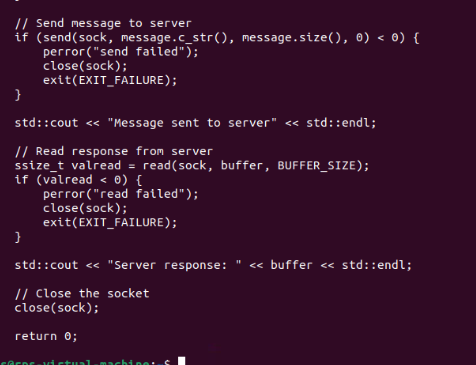 // Send message to server
if (send(sock, message.c_str(), message.size(), 0) < 0) {
perror("send failed");
close(sock);
exit(EXIT_FAILURE);
}
std::cout << "Message sent to server" << std::endl;
// Read response from server
ssize_t valread = read(sock, buffer, BUFFER_SIZE);
if (valread < 0) {
perror("read failed");
close(sock);
exit(EXIT_FAILURE);
}
std::cout << "Server response: " << buffer << std::endl;
// Close the socket
close(sock);
return 0;
s@rps-virtual-machine:~$